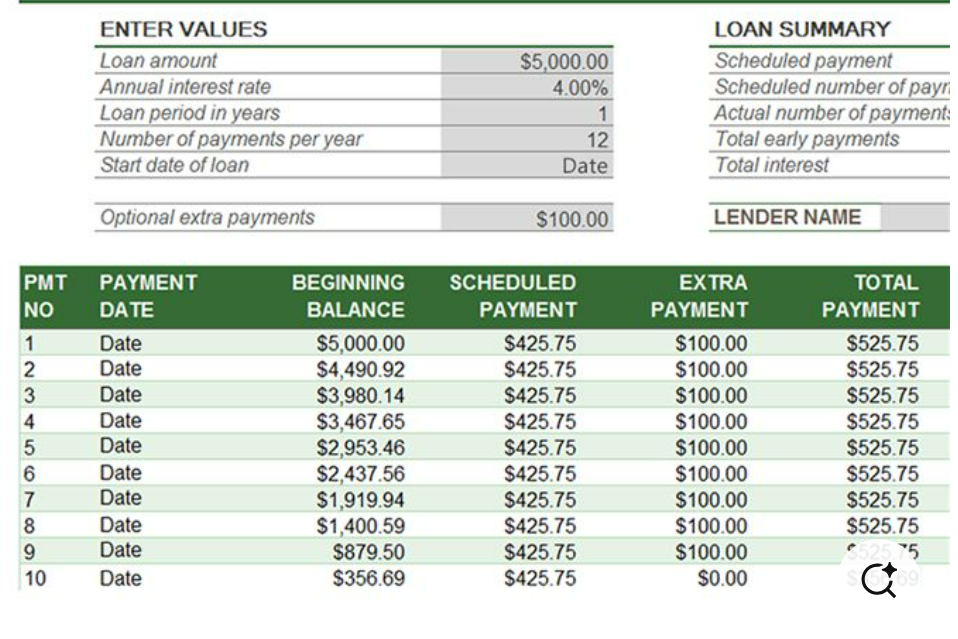 ENTER VALUES LOAN SUMMARY
Loan amount $5,000.00 Scheduled payment
Annual interest rate 4.00% Scheduled number of paym
Loan period in years 1 Actual number of payments
Number of payments per year 12 Total early payments
Start date of loan Date Total interest
Optional extra payments $100.00 LENDER NAME
PMT PAYMENT BEGINNING SCHEDULED EXTRA TOTAL
NO DATE BALANCE PAYMENT PAYMENT PAYMENT
1 Date $5,000.00 $425.75 $100.00 $525.75
2 Date $4,490.92 $425.75 $100.00 $525.75
3 Date $3,980.14 $425.75 $100.00 $525.75
4 Date $3,467.65 $425.75 $100.00 $525.75
5 Date $2,953.46 $425.75 $100.00 $525.75
6 Date $2,437.56 $425.75 $100.00 $525.75
7 Date $1,919.94 $425.75 $100.00 $525.75
8 Date $1,400.59 $425.75 $100.00 $525.75
9 Date $879.50 $425.75 $100.00 $525.75
10 Date $356.69 $425.75 $0.00